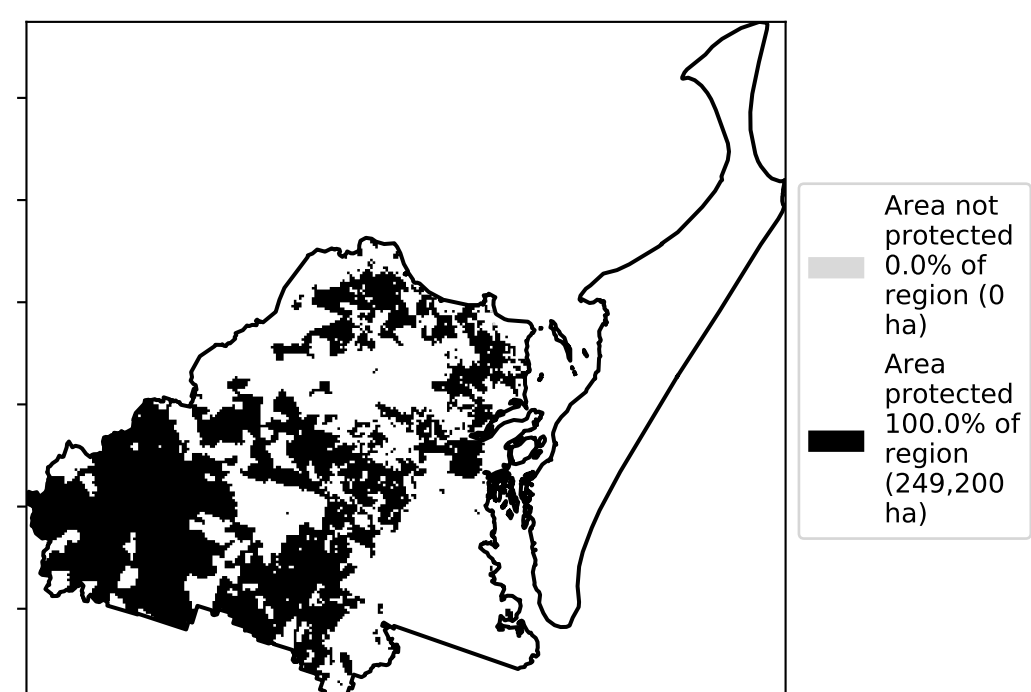 Area not
protected
0.0% of
region (0
ha)
Area
protected
100.0% of
region
(249,200
ha)